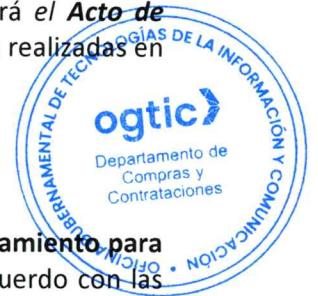 rá el Acto de
realizadas en
OFICINA GUBERNAMENTAL DE TECNOLOGÍAS DE LA INFORMACIÓN Y COMUNICACIÓN
ogtic
Departamento de
Compras y
Contrataciones
amiento para
uerdo con las